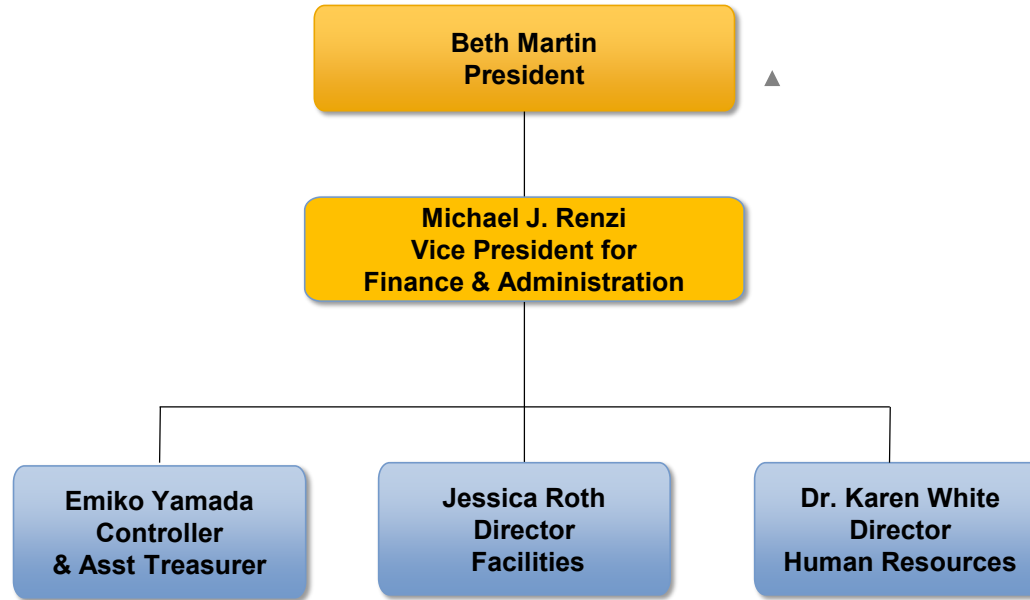 Beth Martin
President
Michael J. Renzi
Vice President for
Finance & Administration
Emiko Yamada
Controller
& Asst Treasurer
Jessica Roth
Director
Facilities
Dr. Karen White
Director
Human Resources